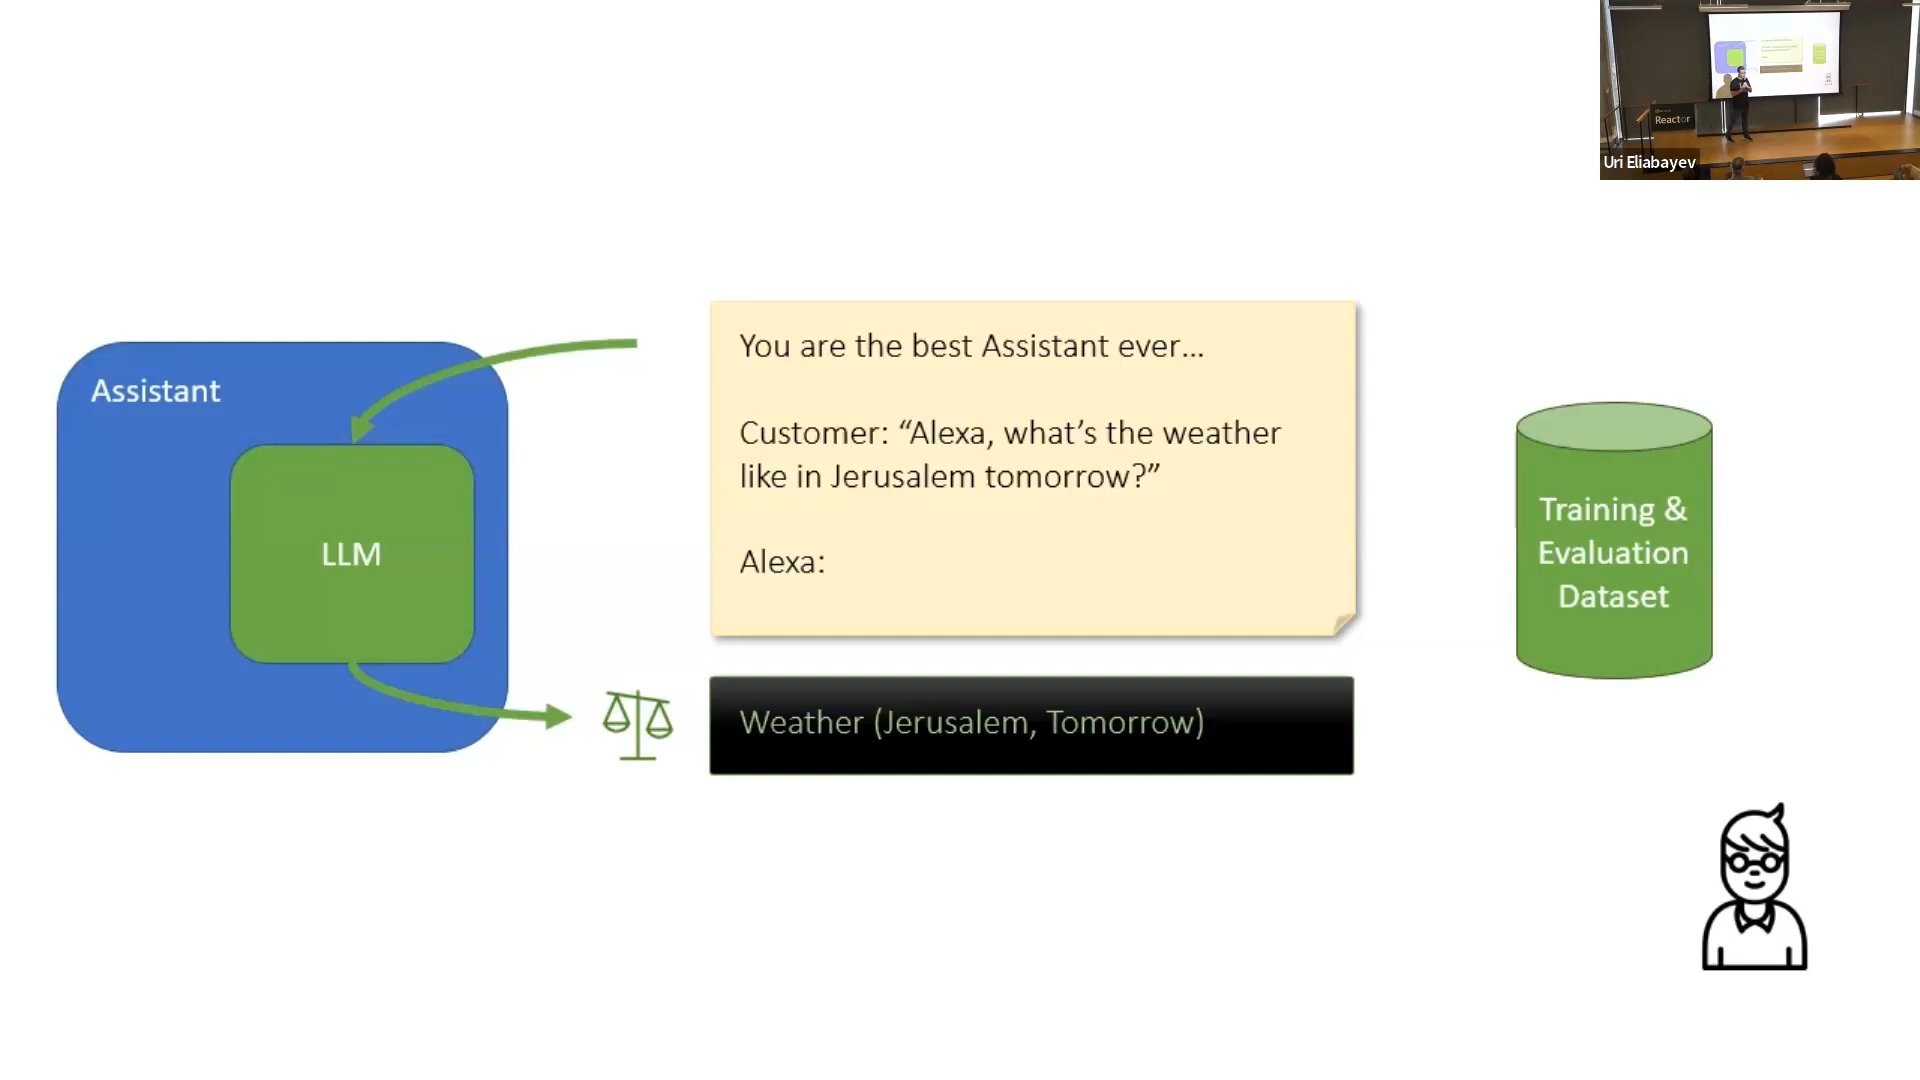 Reactor
Uri Eliabayev
You are the best Assistant ever...
Customer: “Alexa, what’s the weather
like in Jerusalem tomorrow?”
Alexa:
Assistant
LLM
Training &
Evaluation
Dataset
Weather (Jerusalem, Tomorrow)